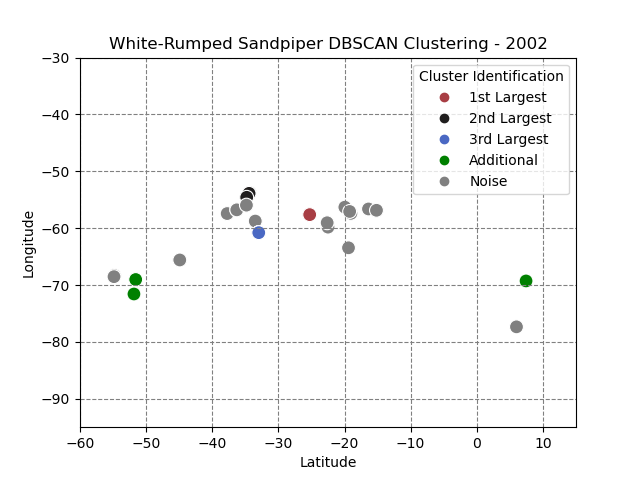 White-Rumped Sandpiper DBSCAN Clustering - 2002
Cluster Identification
1st Largest
2nd Largest
3rd Largest
Additional
Noise
Longitude
−30
−40
−50
−60
−70
−80
−90
−60
−50
−40
−30
−20
−10
0
10
Latitude